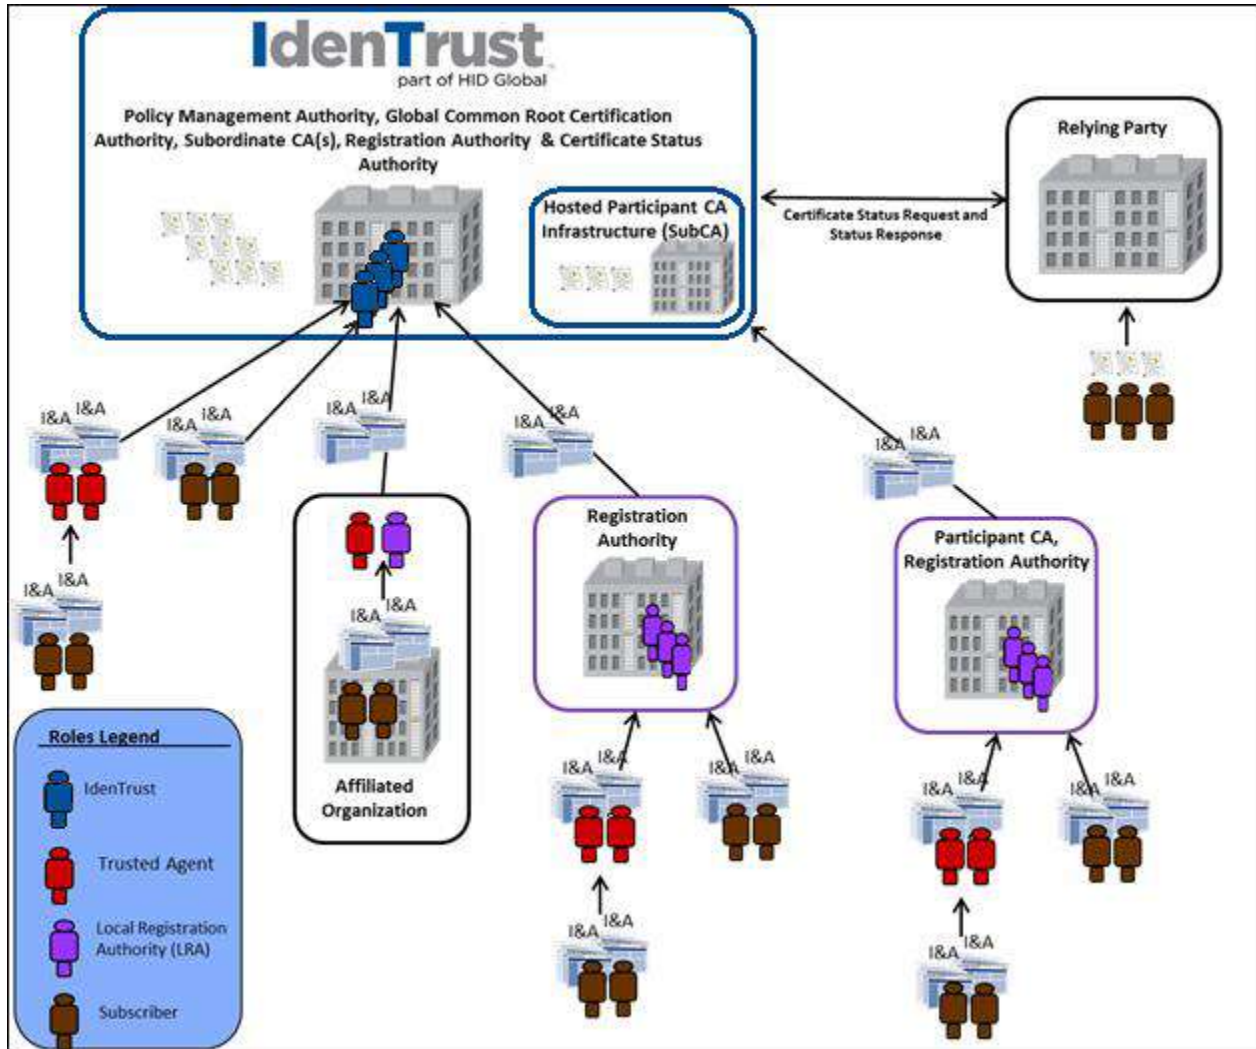 IdenTrust
part of HID Global
Policy Management Authority, Global Common Root Certification
Authority, Subordinate CA(s), Registration Authority & Certificate Status
Authority
Hosted Participant CA
Infrastructure (SubCA)
Relying Party
Certificate Status Request and
Status Response
I&A
I&A
I&A
I&A
I&A
I&A
I&A
I&A
I&A
I&A
I&A
I&A
Registration
Authority
Participant CA,
Registration Authority
I&A
I&A
Affiliated
Organization
I&A
I&A
I&A
I&A
I&A
I&A
I&A
I&A
I&A
I&A
I&A
I&A
Roles Legend
IdenTrust
Trusted Agent
Local Registration
Authority (LRA)
Subscriber